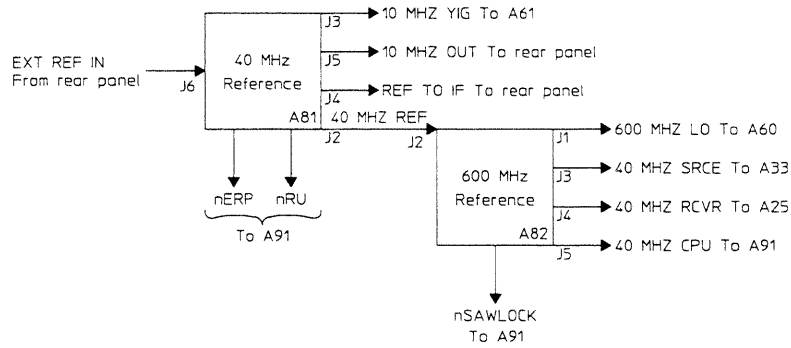 J3
10 MHZ YIG To A61
EXT REF IN
From rear panel
J6
40 MHz
Reference
A81
J5
10 MHZ OUT To rear panel
J4
REF TO IF To rear panel
J2
40 MHZ REF
J2
nERP
nRU
To A91
600 MHz
Reference
A82
J1
600 MHZ LO To A60
J3
40 MHZ SRCE To A33
J4
40 MHZ RCVR To A25
J5
40 MHZ CPU To A91
nSAWLOCK
To A91